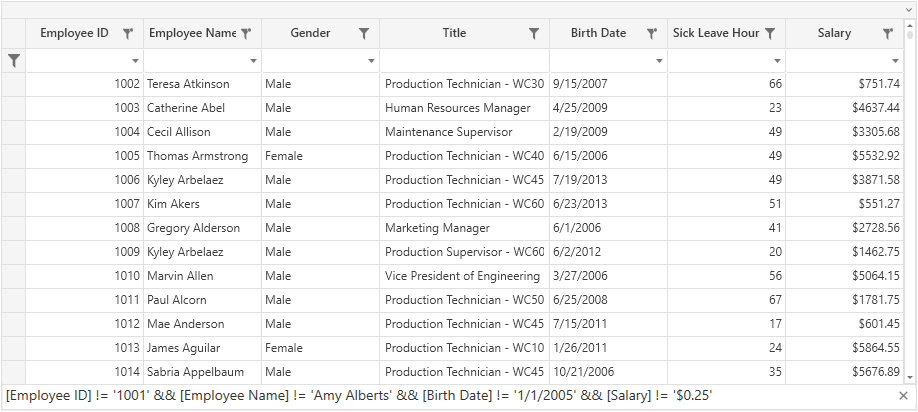 Employee ID Employee Name Gender Title Birth Date Sick Leave Hour Salary
1002 Teresa Atkinson Male Production Technician - WC30 9/15/2007 66 $751.74
1003 Catherine Abel Male Human Resources Manager 4/25/2009 23 $4637.44
1004 Cecil Allison Male Maintenance Supervisor 2/19/2009 49 $3305.68
1005 Thomas Armstrong Female Production Technician - WC40 6/15/2006 49 $5532.92
1006 Kyley Arbelaez Male Production Technician - WC45 7/19/2013 49 $3871.58
1007 Kim Akers Male Production Technician - WC60 6/23/2013 51 $551.27
1008 Gregory Alderson Male Marketing Manager 6/1/2006 41 $2728.56
1009 Kyley Arbelaez Male Production Supervisor - WC60 6/2/2012 20 $1462.75
1010 Marvin Allen Male Vice President of Engineering 3/27/2006 56 $5064.15
1011 Paul Alcorn Male Production Technician - WC50 6/25/2008 67 $1781.75
1012 Mae Anderson Male Production Technician - WC45 7/15/2011 17 $601.45
1013 James Aguilar Female Production Technician - WC10 1/26/2011 24 $5864.55
1014 Sabria Appelbaum Male Production Technician - WC45 10/21/2006 35 $5676.89
[Employee ID] != '1001' && [Employee Name] != 'Amy Alberts' && [Birth Date] != '1/1/2005' && [Salary] != '$0.25'